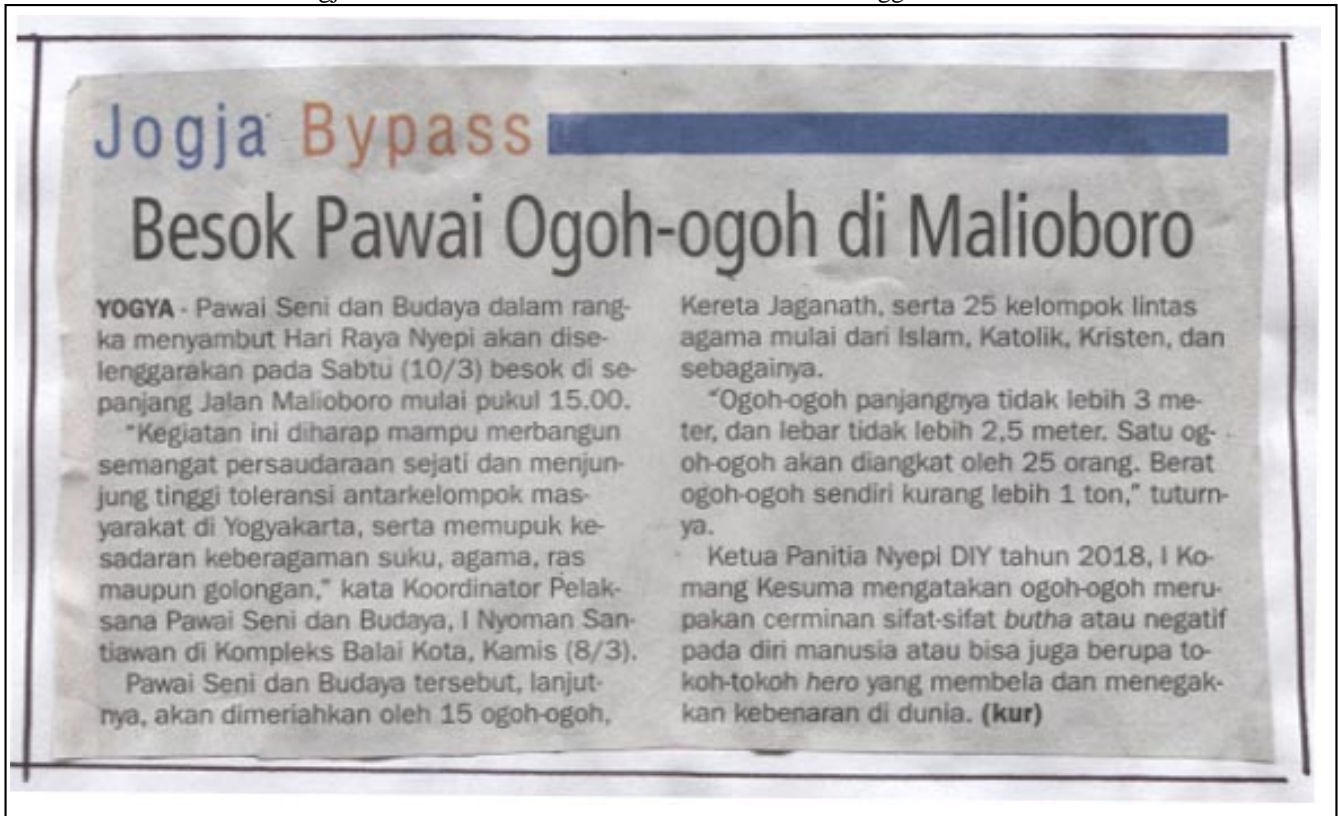 Jogja Bypass
Besok Pawai Ogoh-ogoh di Malioboro
YOGYA - Pawai Seni dan Budaya dalam rang-
ka menyambut Hari Raya Nyepi akan dise-
lenggarakan pada Sabtu (10/3) besok di se-
panjang Jalan Malioboro mulai pukul 15.00.
"Kegiatan ini diharap mampu merbangun
semangat persaudaraan sejati dan menjun-
jung tinggi toleransi antarkelompok mas-
yarakat di Yogyakarta, serta memupuk ke-
sadaran keberagaman suku, agama, ras
maupun golongan," kata Koordinator Pelak-
sana Pawai Seni dan Budaya, I Nyoman San-
tiawan di Kompleks Balai Kota, Kamis (8/3).
Pawai Seni dan Budaya tersebut, lanjut-
nya, akan dimeriahkan oleh 15 ogoh-ogoh,
Kereta Jaganath, serta 25 kelompok lintas
agama mulai dari Islam, Katolik, Kristen, dan
sebagainya.
"Ogoh-ogoh panjangnya tidak lebih 3 me-
ter, dan lebar tidak lebih 2,5 meter. Satu og-
oh-ogoh akan diangkat oleh 25 orang. Berat
ogoh-ogoh sendiri kurang lebih 1 ton," tuturn-
ya.
Ketua Panitia Nyepi DIY tahun 2018, I Ko-
mang Kesuma mengatakan ogoh-ogoh meru-
pakan cerminan sifat-sifat butha atau negatif
pada diri manusia atau bisa juga berupa to-
koh-tokoh hero yang membela dan menegak-
kan kebenaran di dunia. (kur)